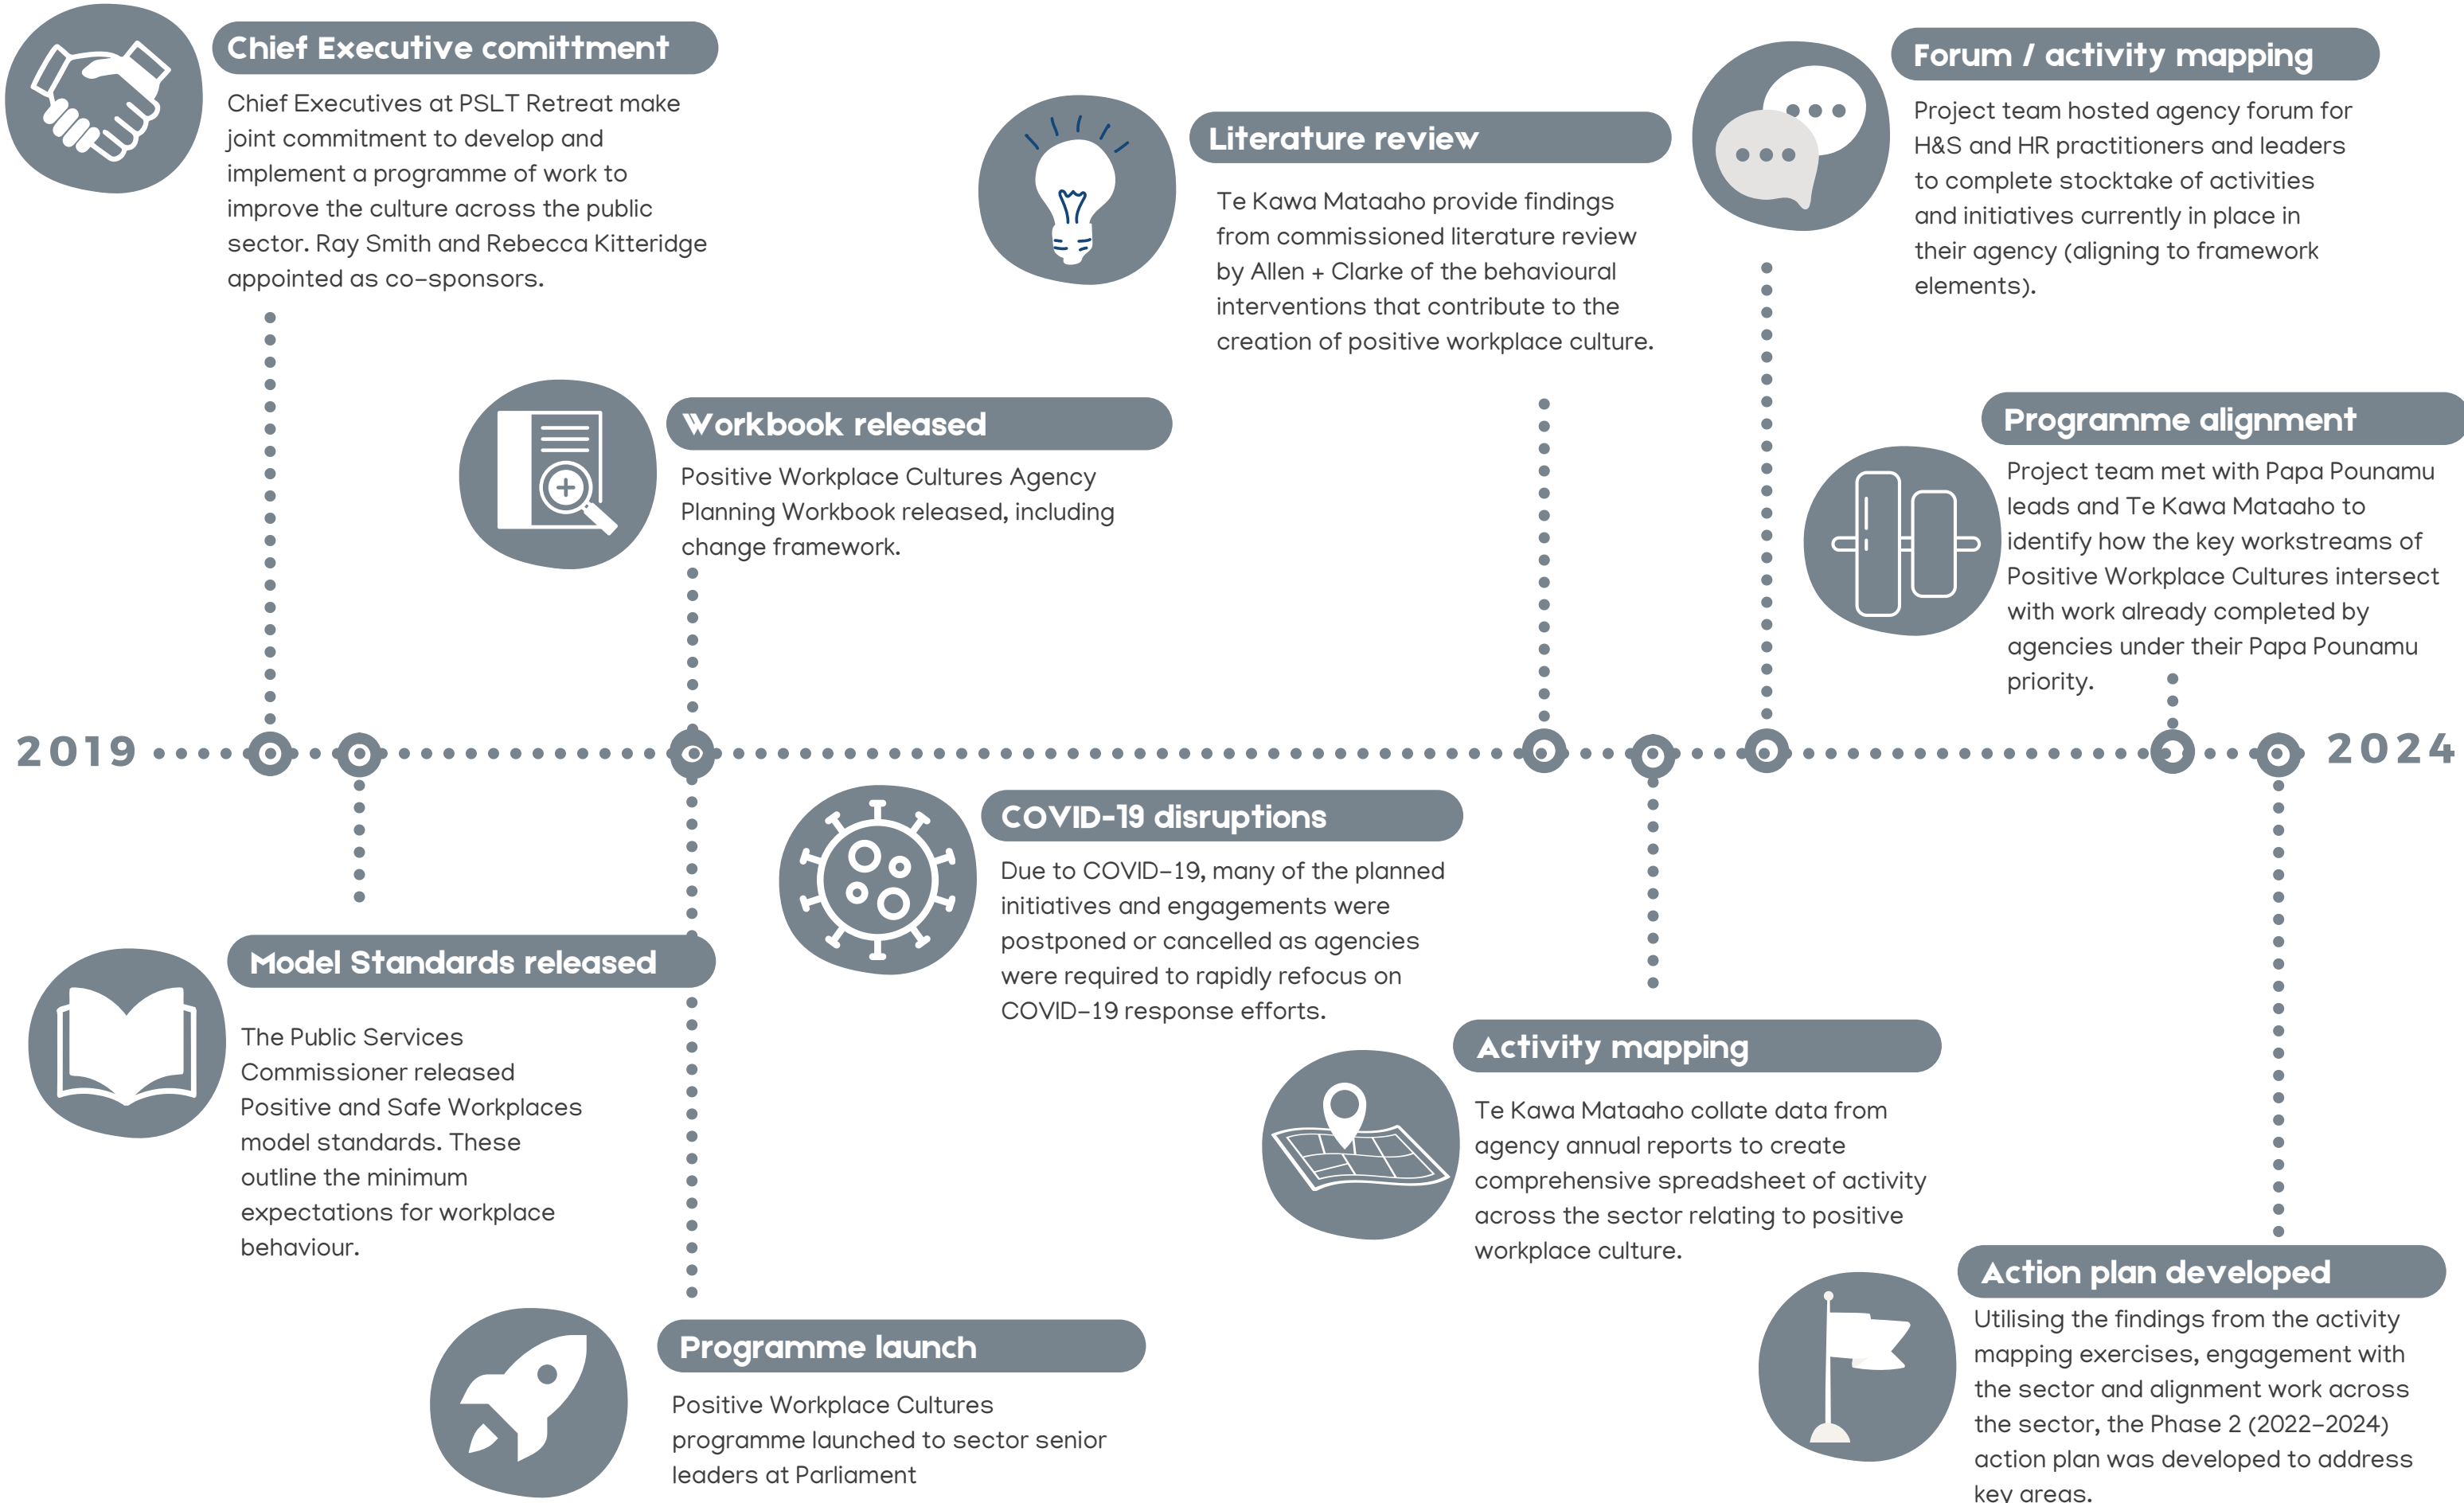 Chief Executive comittment
Chief Executives at PSLT Retreat make
joint commitment to develop and
implement a programme of work to
improve the culture across the public
sector. Ray Smith and Rebecca Kitteridge
appointed as co-sponsors.
Workbook released
Positive Workplace Cultures Agency
Planning Workbook released, including
change framework.
Literature review
Te Kawa Mataaho provide findings
from commissioned literature review
by Allen + Clarke of the behavioural
interventions that contribute to the
creation of positive workplace culture.
Forum / activity mapping
Project team hosted agency forum for
H&S and HR practitioners and leaders
to complete stocktake of activities
and initiatives currently in place in
their agency (aligning to framework
elements).
Programme alignment
Project team met with Papa Pounamu
leads and Te Kawa Mataaho to
identify how the key workstreams of
Positive Workplace Cultures intersect
with work already completed by
agencies under their Papa Pounamu
priority.
2019
2024
Model Standards released
The Public Services
Commissioner released
Positive and Safe Workplaces
model standards. These
outline the minimum
expectations for workplace
behaviour.
Programme launch
Positive Workplace Cultures
programme launched to sector senior
leaders at Parliament
COVID-19 disruptions
Due to COVID-19, many of the planned
initiatives and engagements were
postponed or cancelled as agencies
were required to rapidly refocus on
COVID-19 response efforts.
Activity mapping
Te Kawa Mataaho collate data from
agency annual reports to create
comprehensive spreadsheet of activity
across the sector relating to positive
workplace culture.
Action plan developed
Utilising the findings from the activity
mapping exercises, engagement with
the sector and alignment work across
the sector, the Phase 2 (2022-2024)
action plan was developed to address
key areas.